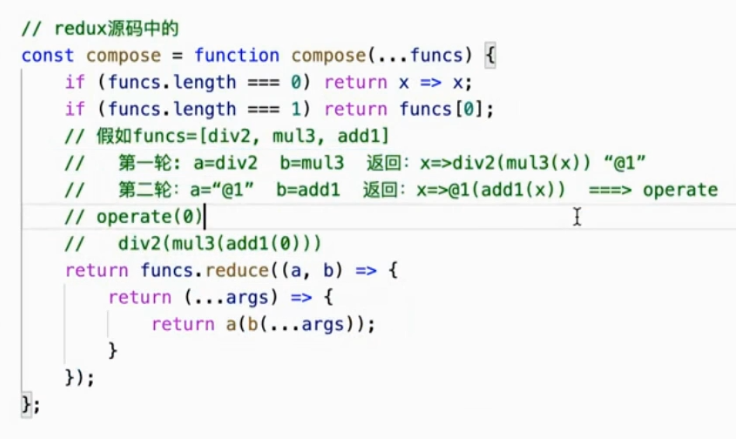 // redux源码中的
const compose = function compose(...funcs) {
    if (funcs.length === 0) return x => x;
    if (funcs.length === 1) return funcs[0];
    // 假如funcs=[div2, mul3, add1]
    //   第一轮: a=div2  b=mul3  返回: x=>div2(mul3(x)) “@1”
    //   第二轮: a=“@1”  b=add1  返回: x=>@1(add1(x))  ===> operate
    // operate(0)
    //   div2(mul3(add1(0)))
    return funcs.reduce((a, b) => {
        return (...args) => {
            return a(b(...args));
        }
    });
};